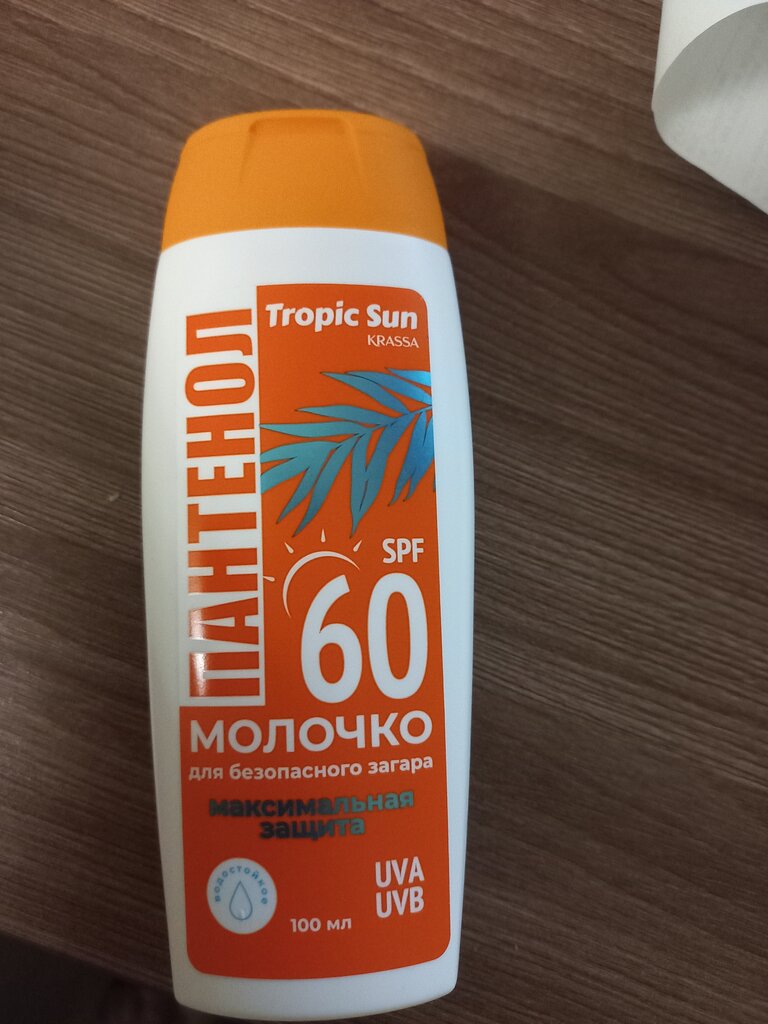 Tropic Sun
KRASSA
ПАНТЕНОЛ
SPF
60
МОЛОЧКО
для безопасного загара
максимальная
защита
водостойкое
UVA
UVB
100 мл